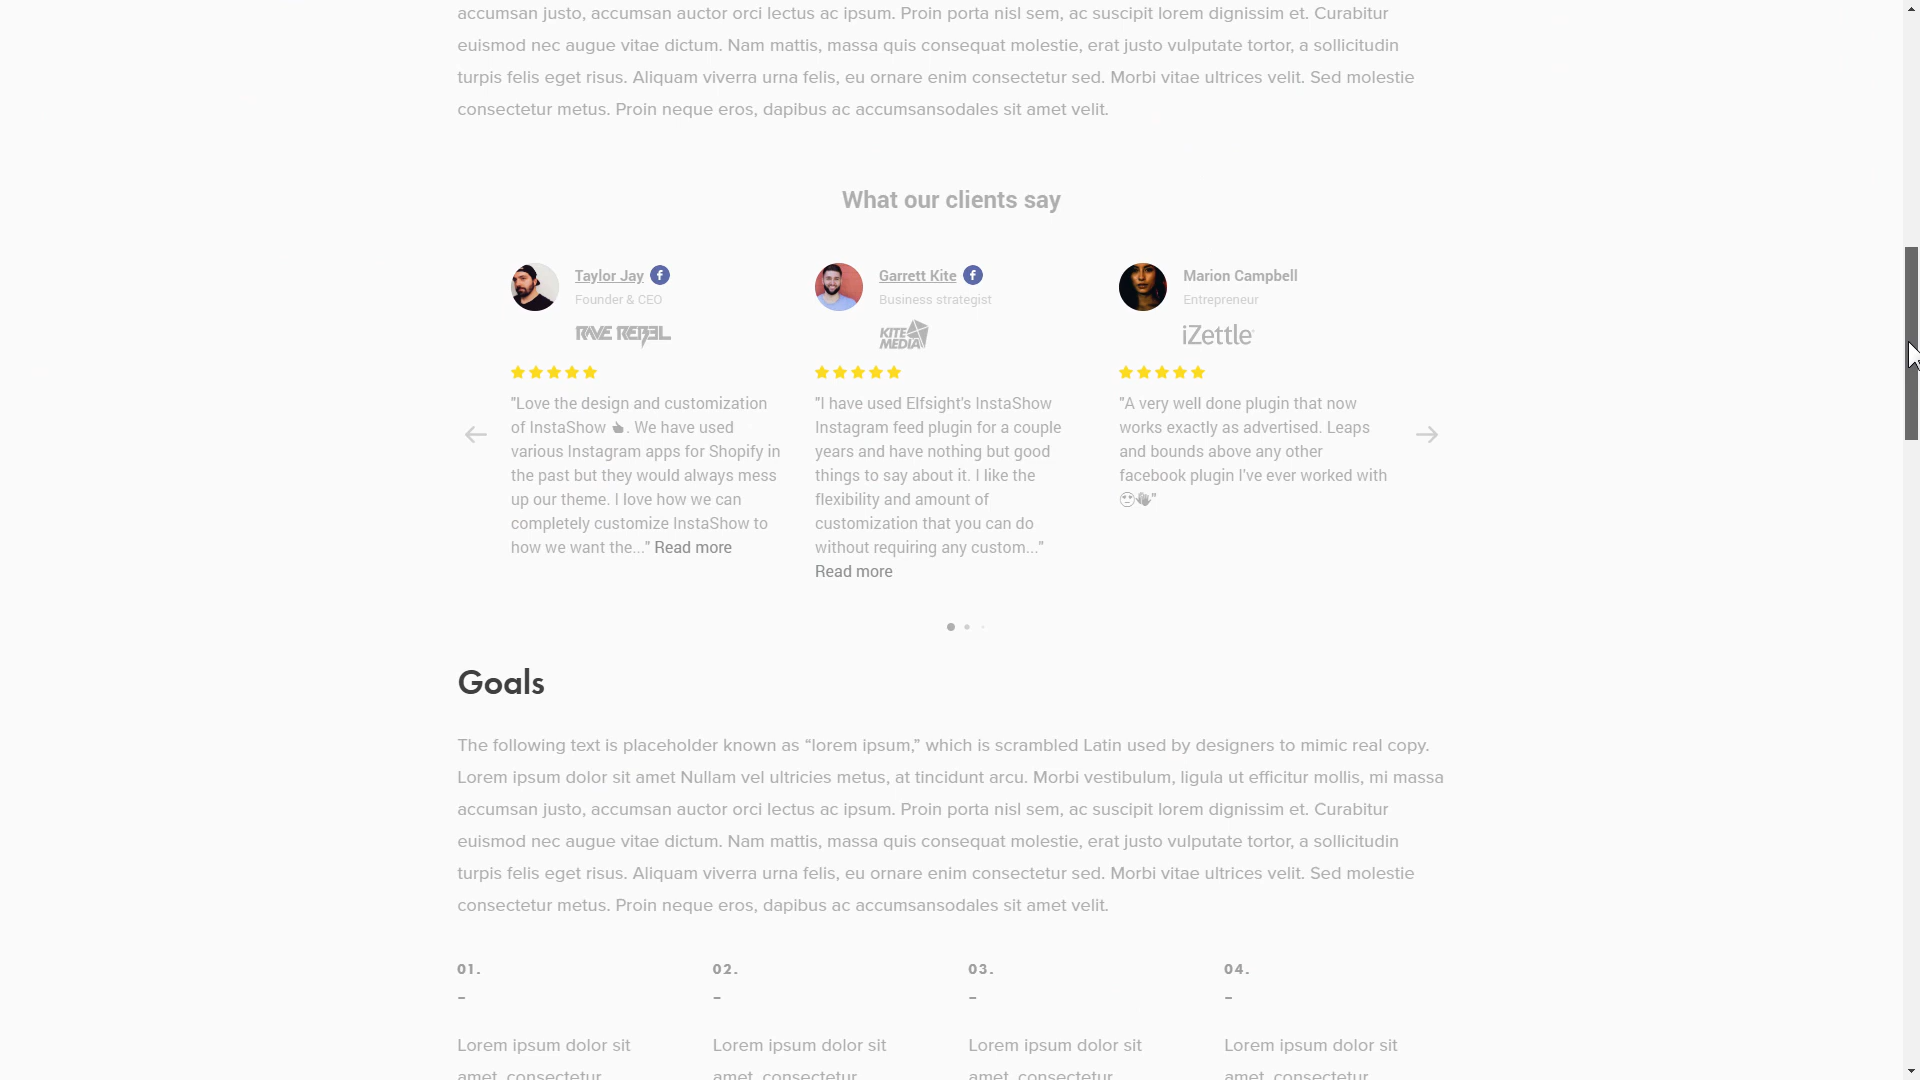 accumsan justo, accumsan auctor orci lectus ac ipsum. Proin porta nisl sem, ac suscipit lorem dignissim et. Curabitur
euismod nec augue vitae dictum. Nam mattis, massa quis consequat molestie, erat justo vulputate tortor, a sollicitudin
turpis felis eget risus. Aliquam viverra urna felis, eu ornare enim consectetur sed. Morbi vitae ultrices velit. Sed molestie
consectetur metus. Proin neque eros, dapibus ac accumsansodales sit amet velit.
What our clients say
Taylor Jay
Founder & CEO
RAVE REBEL
"Love the design and customization
of InstaShow 👆. We have used
various Instagram apps for Shopify in
the past but they would always mess
up our theme. I love how we can
completely customize InstaShow to
how we want the..." Read more
Garrett Kite
Business strategist
KITE
MEDIA
"I have used Elfsight's InstaShow
Instagram feed plugin for a couple
years and have nothing but good
things to say about it. I like the
flexibility and amount of
customization that you can do
without requiring any custom..."
Read more
Marion Campbell
Entrepreneur
iZettle
"A very well done plugin that now
works exactly as advertised. Leaps
and bounds above any other
facebook plugin I've ever worked with
🙄👋"
Goals
The following text is placeholder known as “lorem ipsum,” which is scrambled Latin used by designers to mimic real copy.
Lorem ipsum dolor sit amet Nullam vel ultricies metus, at tincidunt arcu. Morbi vestibulum, ligula ut efficitur mollis, mi massa
accumsan justo, accumsan auctor orci lectus ac ipsum. Proin porta nisl sem, ac suscipit lorem dignissim et. Curabitur
euismod nec augue vitae dictum. Nam mattis, massa quis consequat molestie, erat justo vulputate tortor, a sollicitudin
turpis felis eget risus. Aliquam viverra urna felis, eu ornare enim consectetur sed. Morbi vitae ultrices velit. Sed molestie
consectetur metus. Proin neque eros, dapibus ac accumsansodales sit amet velit.
01.
–
Lorem ipsum dolor sit
amet, consectetur
02.
–
Lorem ipsum dolor sit
amet, consectetur
03.
–
Lorem ipsum dolor sit
amet, consectetur
04.
–
Lorem ipsum dolor sit
amet, consectetur